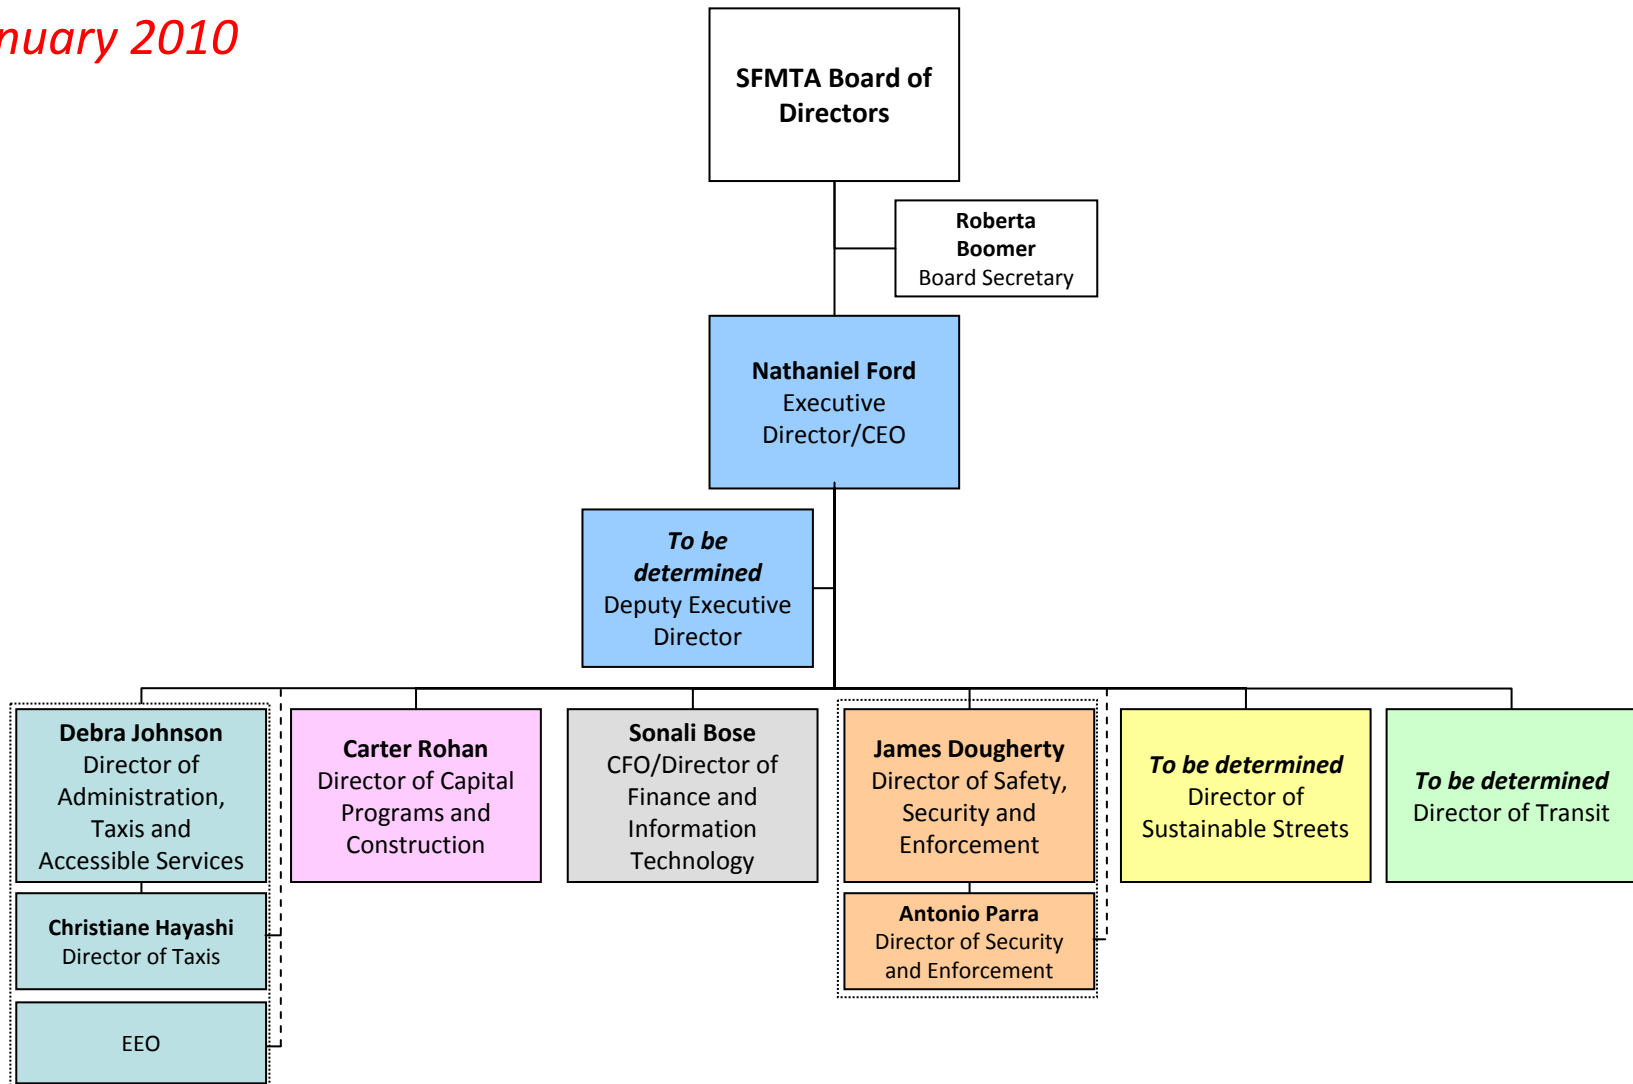 nuary 2010
SFMTA Board of
Directors
Roberta
Boomer
Board Secretary
Nathaniel Ford
Executive
Director/CEO
To be
determined
Deputy Executive
Director
Debra Johnson
Director of
Administration,
Taxis and
Accessible Services
Carter Rohan
Director of Capital
Programs and
Construction
Sonali Bose
CFO/Director of
Finance and
Information
Technology
James Dougherty
Director of Safety,
Security and
Enforcement
To be determined
Director of
Sustainable Streets
To be determined
Director of Transit
Christiane Hayashi
Director of Taxis
Antonio Parra
Director of Security
and Enforcement
EEO